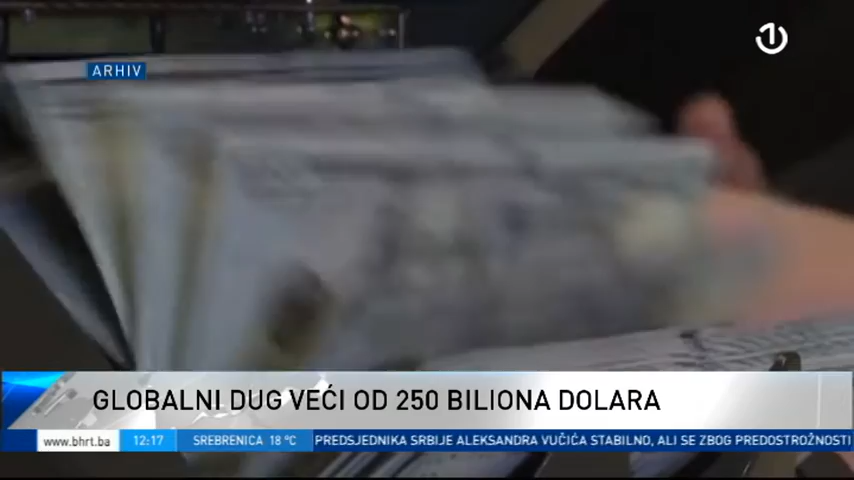 1
ARHIV
GLOBALNI DUG VEĆI OD 250 BILIONA DOLARA
www.bhrt.ba 12:17 SREBRENICA 18 °C PREDSJEDNIKA SRBIJE ALEKSANDRA VUČIĆA STABILNO, ALI SE ZBOG PREDOSTROŽNOSTI